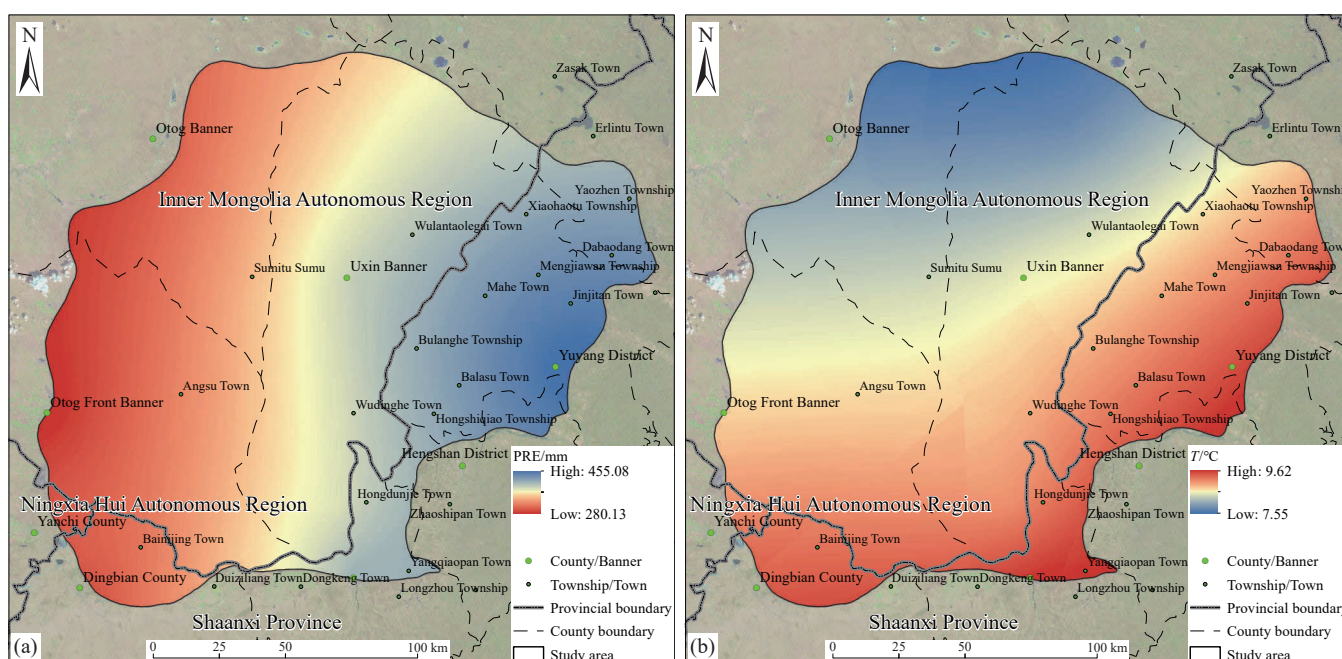 N
Zasak Town
Otog Banner
Erlintu Town
Yaozhen Township
Inner Mongolia Autonomous Region
Xiaohaotu Township
Wulantaolegai Town
Dabaodang Town
Sumitu Sumu
Uxin Banner
Mengjiawan Township
Mahe Town
Jinjitan Town
Bulanghe Township
Yuyang District
Balasu Town
Angsu Town
Otog Front Banner
Wudinghe Town
Hongshiqiao Township
PRE/mm
Hengshan District
High: 455.08
Ningxia Hui Autonomous Region
Hongdunjie Town
Low: 280.13
Zhaoshipan Town
Yanchi County
Bainijing Town
County/Banner
Yangqiaopan Town
Dingbian County
Duiziliang Town
Dongkeng Town
Township/Town
Longzhou Township
Provincial boundary
Shaanxi Province
County boundary
(a)
0
50
100 km
Study area
N
Zasak Town
Otog Banner
Erlintu Town
Yaozhen Township
Inner Mongolia Autonomous Region
Xiaohaotu Township
Wulantaolegai Town
Dabaodang Town
Sumitu Sumu
Uxin Banner
Mengjiawan Township
Mahe Town
Jinjitan Town
Bulanghe Township
Yuyang District
Balasu Town
Angsu Town
Otog Front Banner
Wudinghe Town
Hongshiqiao Township
T/°C
Hengshan District
High: 9.62
Ningxia Hui Autonomous Region
Hongdunjie Town
Low: 7.55
Zhaoshipan Town
Yanchi County
Bainijing Town
County/Banner
Yangqiaopan Town
Dingbian County
Duiziliang Town
Dongkeng Town
Township/Town
Longzhou Township
Provincial boundary
Shaanxi Province
County boundary
(b)
0
50
100 km
Study area